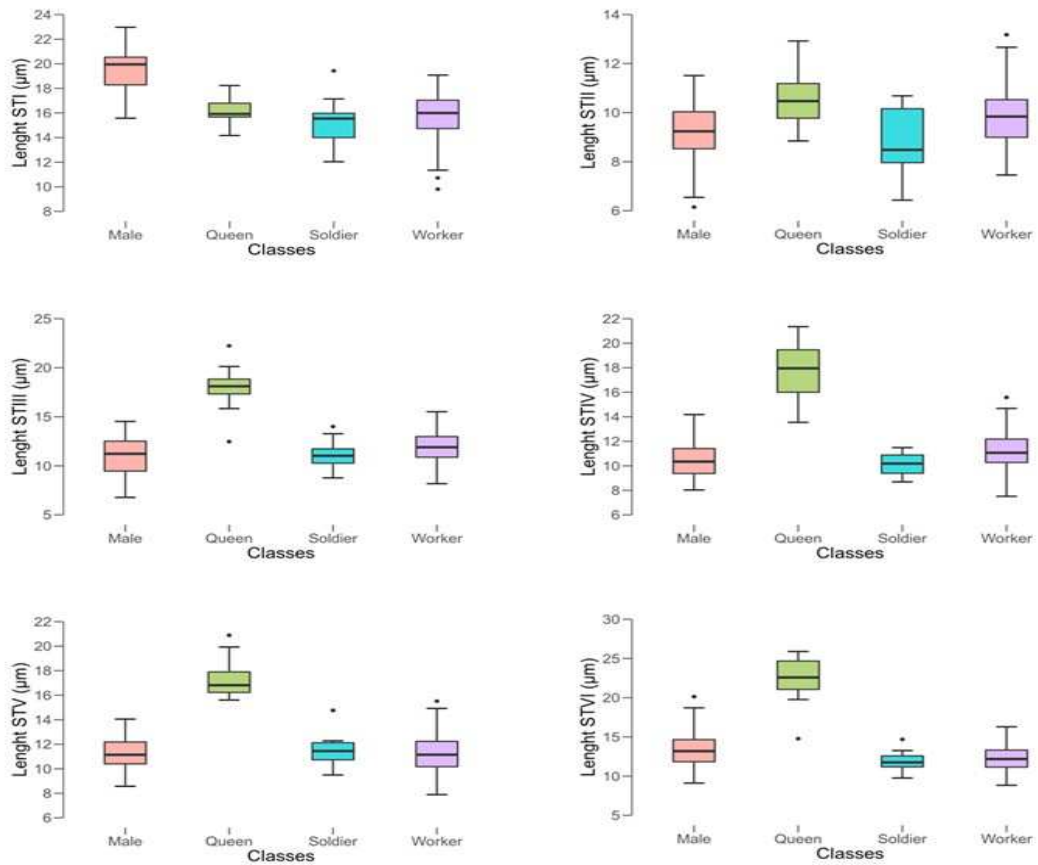 Lenght STI (µm)
24
22
20
18
16
14
12
10
8
Male Queen Soldier Worker
Classes
Lenght STII (µm)
14
12
10
8
6
Male Queen Soldier Worker
Classes
Lenght STIII (µm)
25
20
15
10
5
Male Queen Soldier Worker
Classes
Lenght STIV (µm)
22
20
18
16
14
12
10
8
6
Male Queen Soldier Worker
Classes
Lenght STV (µm)
22
20
18
16
14
12
10
8
6
Male Queen Soldier Worker
Classes
Lenght STVI (µm)
30
25
20
15
10
5
Male Queen Soldier Worker
Classes